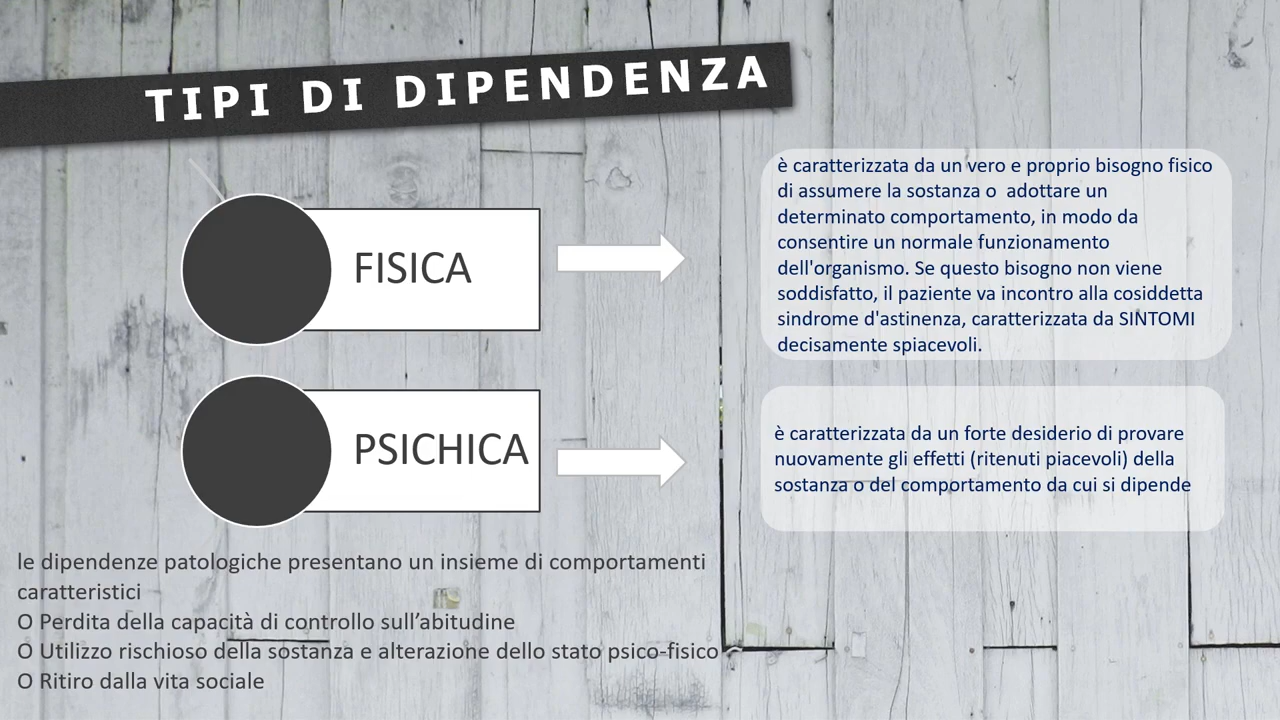 TIPI DI DIPENDENZA
FISICA
è caratterizzata da un vero e proprio bisogno fisico
di assumere la sostanza o  adottare un
determinato comportamento, in modo da
consentire un normale funzionamento
dell'organismo. Se questo bisogno non viene
soddisfatto, il paziente va incontro alla cosiddetta
sindrome d'astinenza, caratterizzata da SINTOMI
decisamente spiacevoli.
PSICHICA
è caratterizzata da un forte desiderio di provare
nuovamente gli effetti (ritenuti piacevoli) della
sostanza o del comportamento da cui si dipende
le dipendenze patologiche presentano un insieme di comportamenti
caratteristici
O Perdita della capacità di controllo sull’abitudine
O Utilizzo rischioso della sostanza e alterazione dello stato psico-fisico
O Ritiro dalla vita sociale